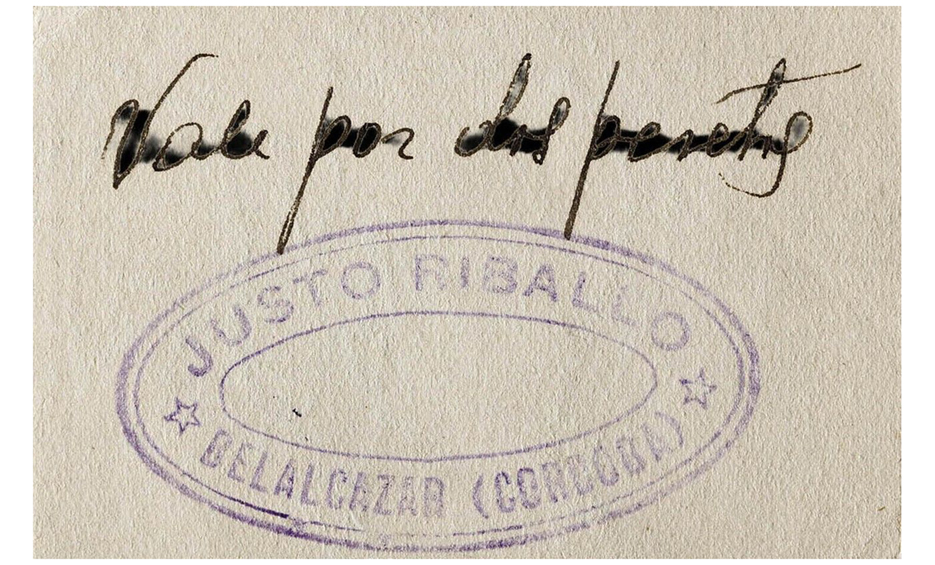 Vale por dos pesetas
JUSTO RIBALLO
BELALCAZAR (CORDOBA)